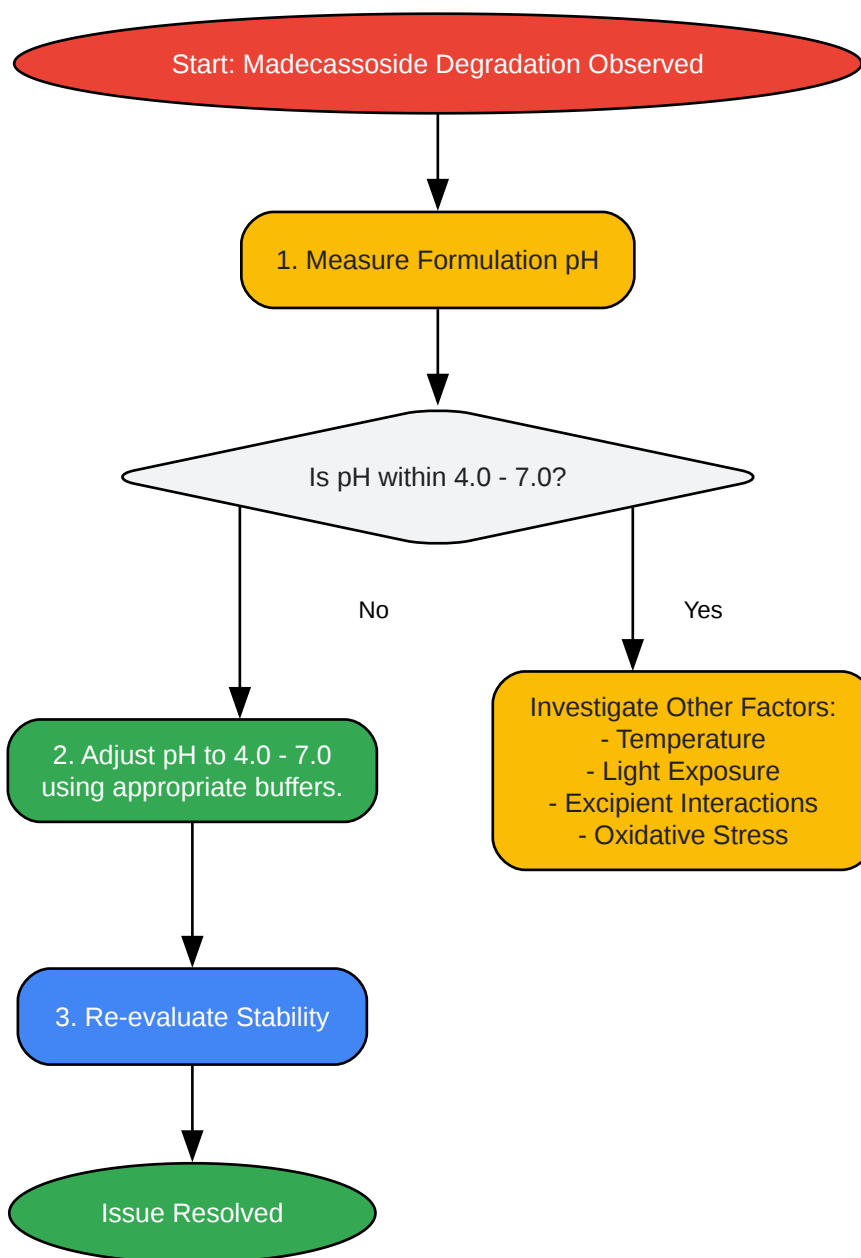 Start: Madecassoside Degradation Observed
1. Measure Formulation pH
Is pH within 4.0 - 7.0?
No
Yes
Investigate Other Factors:
- Temperature
- Light Exposure
- Excipient Interactions
- Oxidative Stress
2. Adjust pH to 4.0 - 7.0
using appropriate buffers.
3. Re-evaluate Stability
Issue Resolved